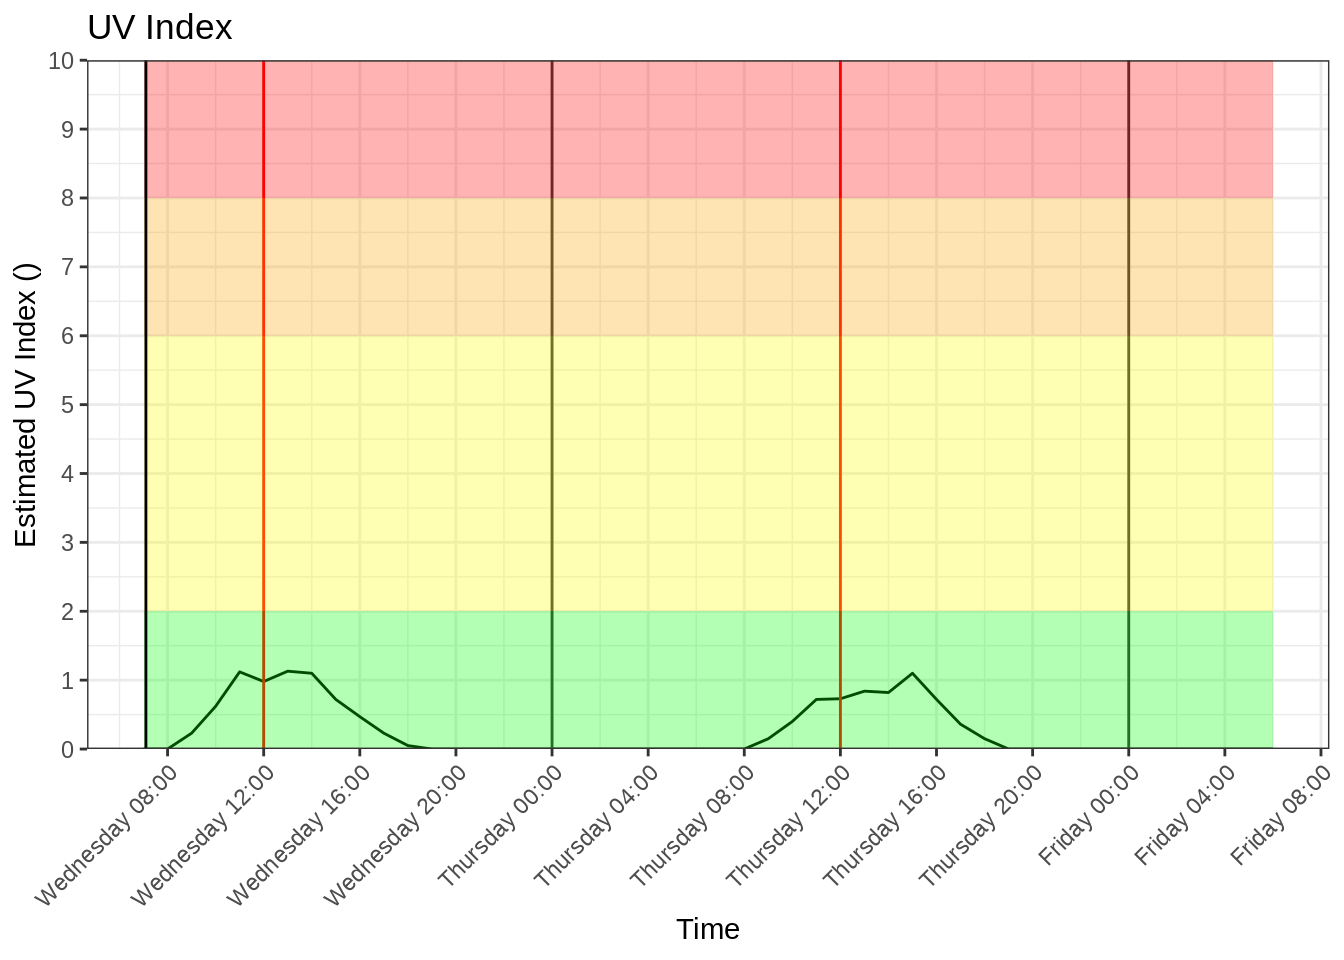 UV Index
10
9
8
7
6
5
4
3
2
1
0
Estimated UV Index ()
Wednesday 08:00
Wednesday 12:00
Wednesday 16:00
Wednesday 20:00
Thursday 00:00
Thursday 04:00
Thursday 08:00
Thursday 12:00
Thursday 16:00
Thursday 20:00
Friday 00:00
Friday 04:00
Friday 08:00
Time